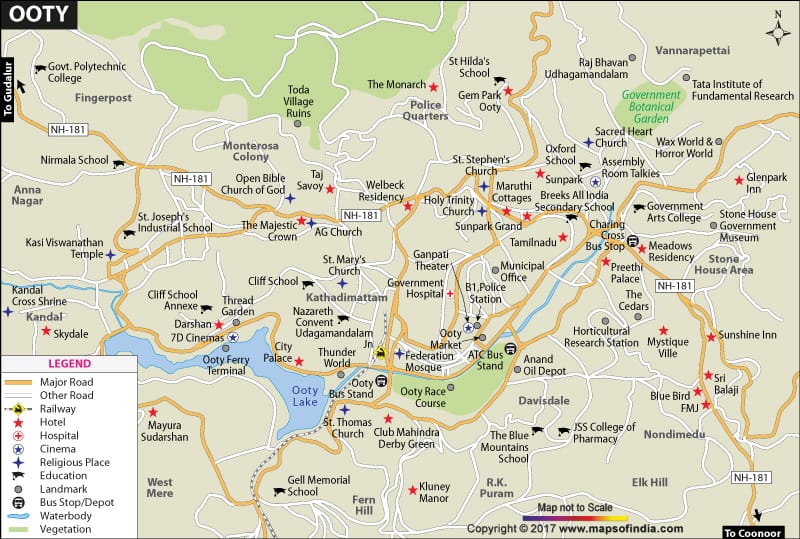 OOTY
To Gudalur
Govt. Polytechnic
College
Fingerpost
NH-181
Nirmala School
Anna
Nagar
NH-181
St. Joseph's
Industrial School
Kasi Viswanathan
Temple
Kandal
Cross Shrine
Kandal
Skydale
Toda
Village
Ruins
Monterosa
Colony
Open Bible
Church of God
Taj
Savoy
The Majestic
Crown
AG Church
NH-181
Welbeck
Residency
The Monarch
Police
Quarters
St Hilda's
School
Gem Park
Ooty
Raj Bhavan
Udhagamandalam
Vannarapettai
Tata Institute of
Fundamental Research
Government
Botanical
Garden
Sacred Heart
Church
Wax World &
Horror World
Oxford
School
Assembly
Room Talkies
St. Stephen's
Church
Sunpark
Maruthi
Cottages
Breeks All India
Secondary School
Holy Trinity
Church
Sunpark Grand
Tamilnadu
Glenpark
Inn
Government
Arts College
Stone House
Government
Museum
Charing
Cross
Bus Stop
Meadows
Residency
Stone
House Area
Preethi
Palace
NH-181
The
Cedars
Horticultural
Research Station
Mystique
Ville
Sunshine Inn
Sri
Balaji
Blue Bird
FMJ
Nondimedu
NH-181
To Coonoor
St. Mary's
Church
Kathadimattam
Cliff School
Cliff School
Annexe
Thread
Garden
Darshan
7D Cinemas
Ooty Ferry
Terminal
Nazareth
Convent
Udagamandalam
Jn
City
Palace
Thunder
World
Ooty
Lake
Ooty
Bus Stand
St. Thomas
Church
Ganpati
Theater
Government
Hospital
Municipal
Office
B1,Police
Station
Ooty
Market
Federation
Mosque
ATC Bus
Stand
Anand
Oil Depot
Ooty Race
Course
Davisdale
Club Mahindra
Derby Green
The Blue
Mountains
School
JSS College of
Pharmacy
Gell Memorial
School
Kluney
Manor
Fern
Hill
R.K.
Puram
Elk Hill
Mayura
Sudarshan
West
Mere
LEGEND
Major Road
Other Road
Railway
Hotel
Hospital
Cinema
Religious Place
Education
Landmark
Bus Stop/Depot
Waterbody
Vegetation
Map not to Scale
Copyright © 2017 www.mapsofindia.com
N